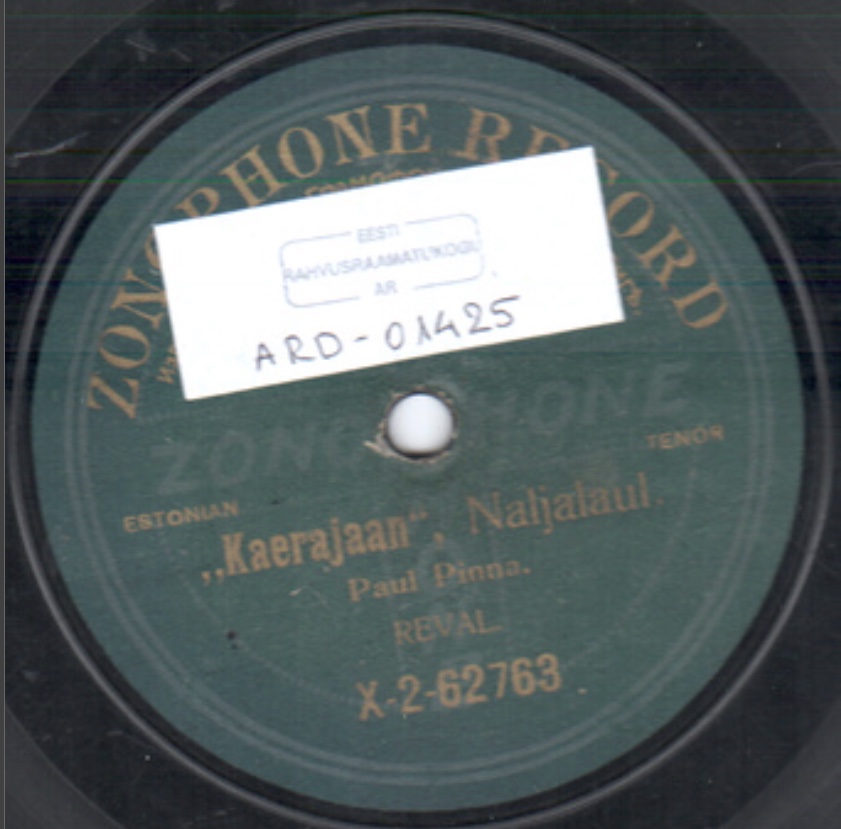 ZONOPHONE RECORD
EESTI
RAHVUSRAAMATUKOGU
AR
ARD-01425
ZONOPHONE
TENOR
ESTONIAN
„Kaerajaan“, Naljalaul.
Paul Pinna.
REVAL.
X-2-62763